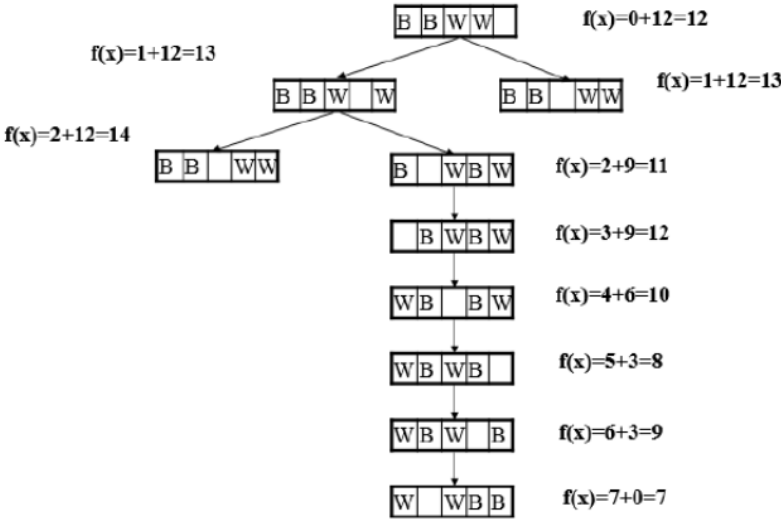 B B W W f(x)=0+12=12
f(x)=1+12=13
B B W W B B W W f(x)=1+12=13
f(x)=2+12=14
B B W W B W B W f(x)=2+9=11
B W B W f(x)=3+9=12
W B B W f(x)=4+6=10
W B W B f(x)=5+3=8
W B W B f(x)=6+3=9
W W B B f(x)=7+0=7